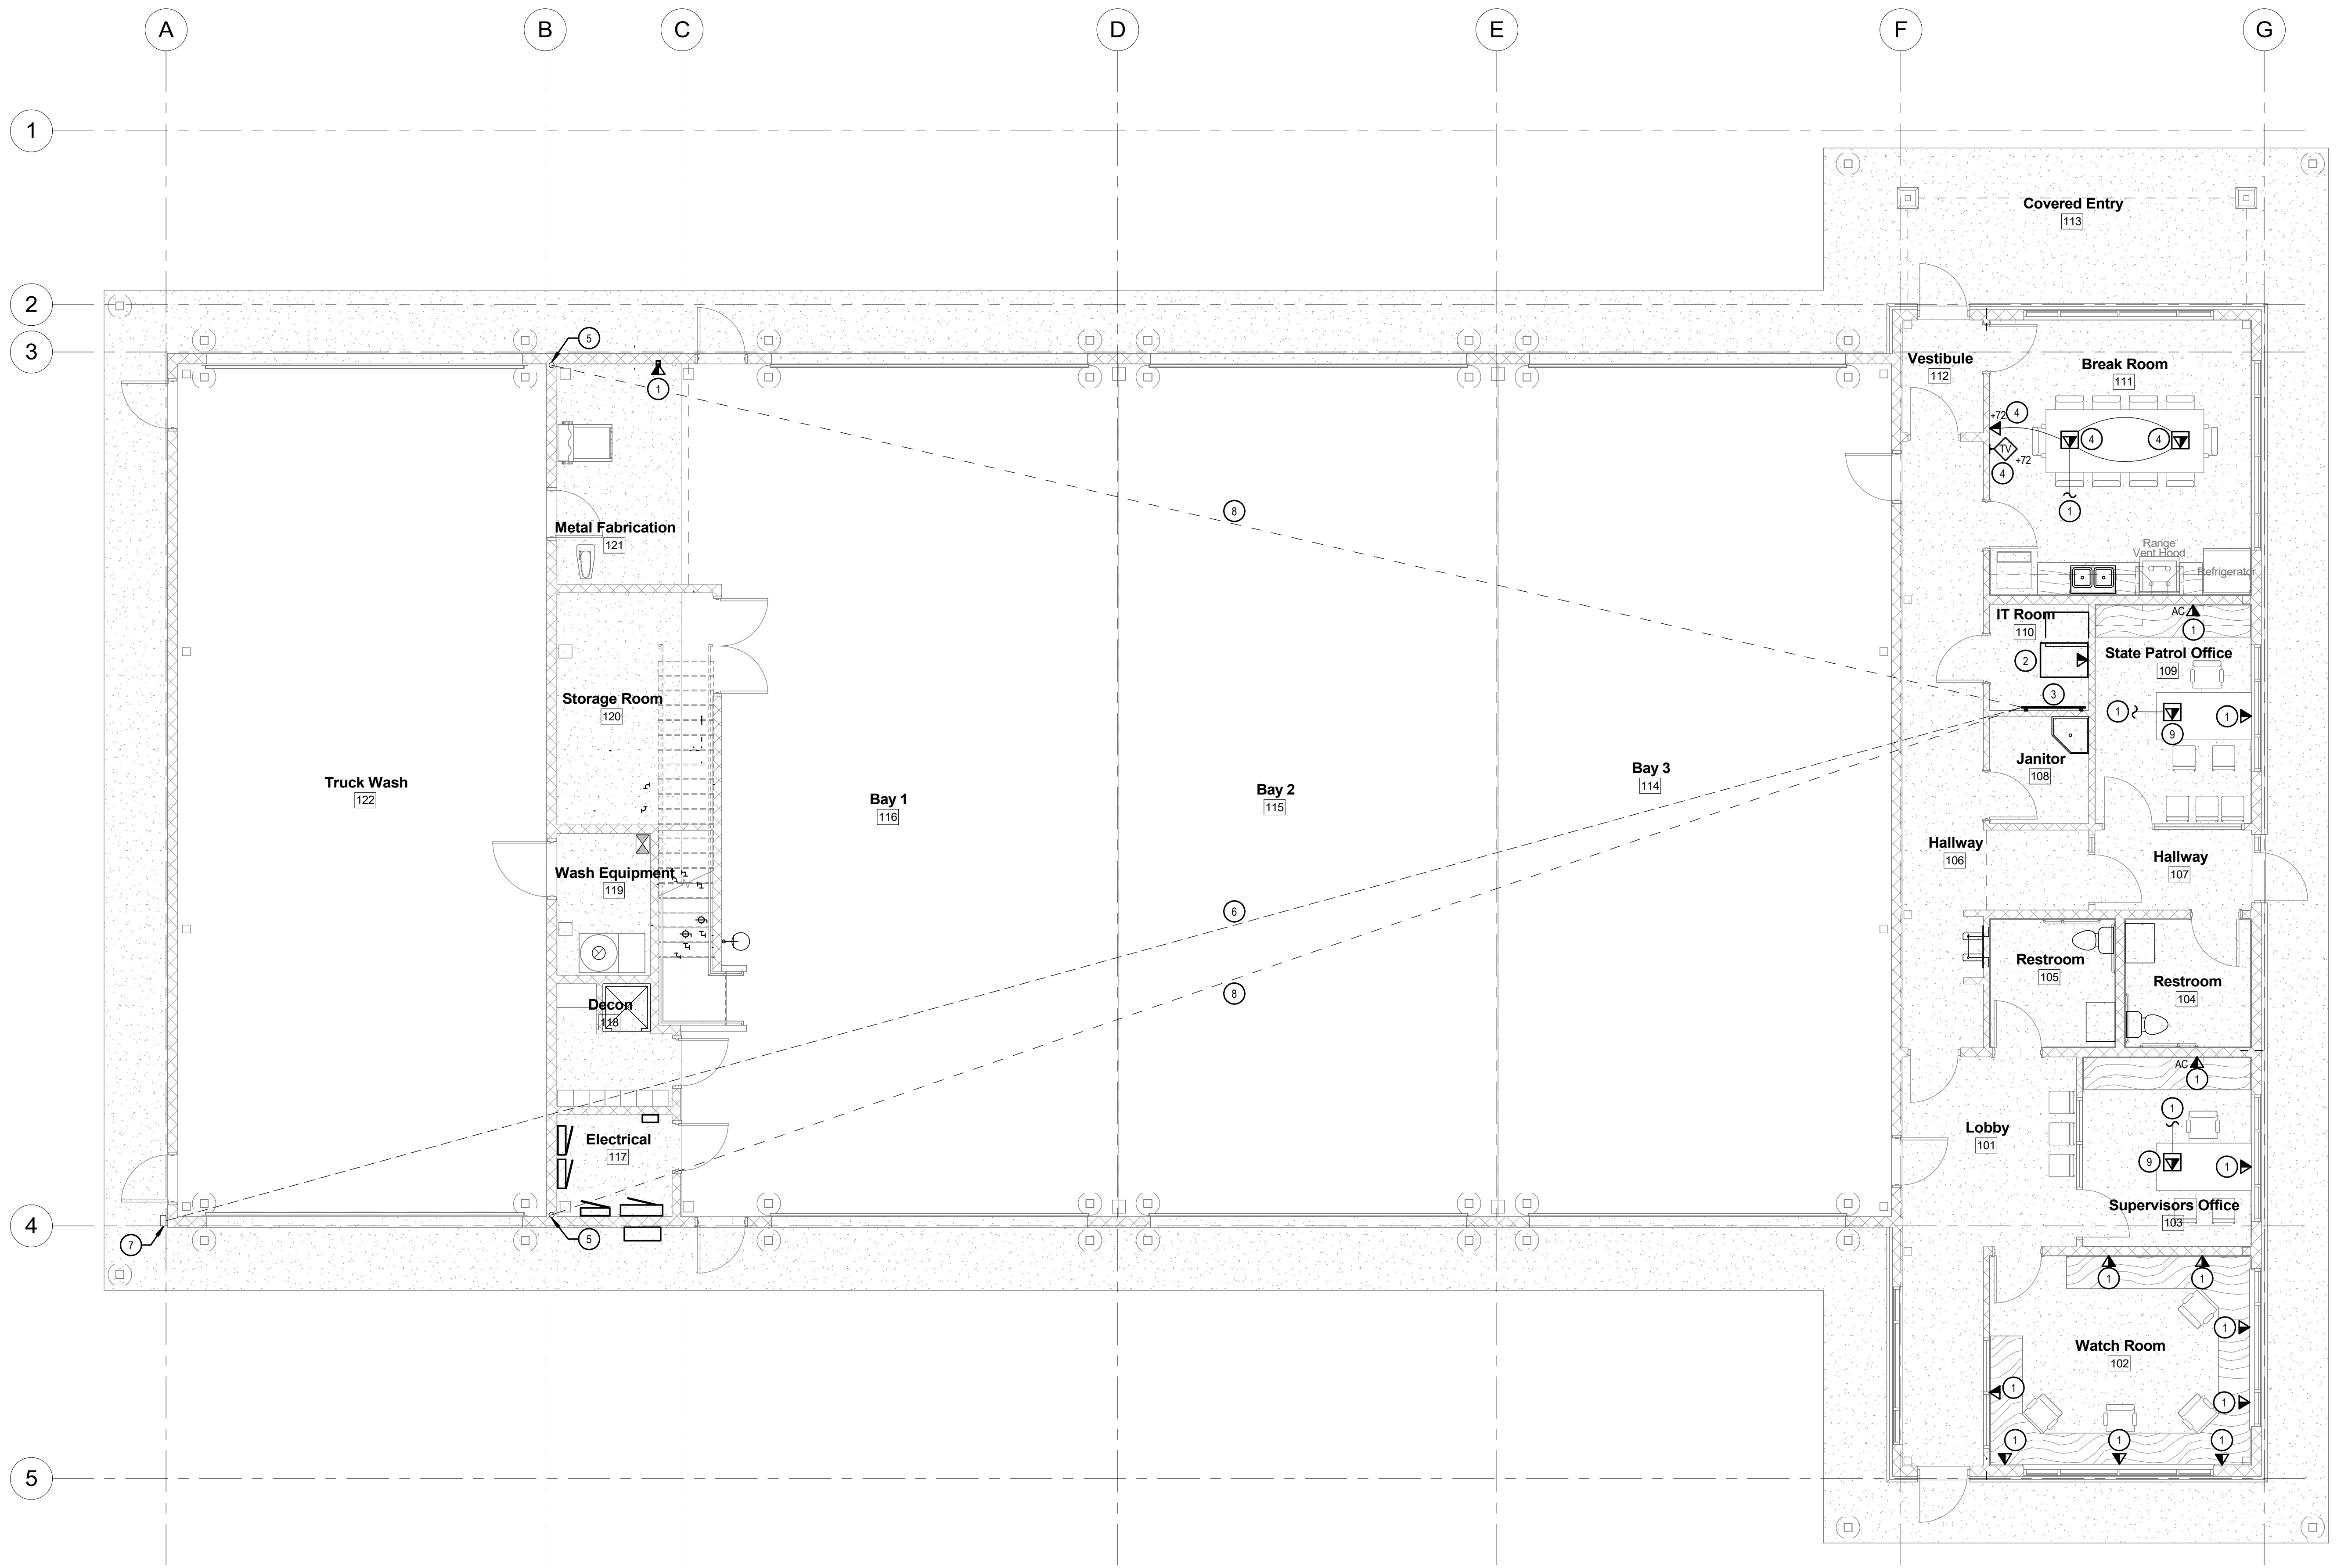 A
B
C
D
E
F
G
1
Covered Entry
113
2
5
3
1
Vestibule
112
Break Room
111
+72
4
4
4
TV
+72
4
8
1
Metal Fabrication
121
Range
Vent Hood
Refrigerator
IT Room
110
AC
1
2
State Patrol Office
109
3
Storage Room
120
1
9
1
Janitor
108
Truck Wash
122
Bay 1
116
Bay 2
115
Bay 3
114
Hallway
106
Hallway
107
Wash Equipment
119
6
Restroom
105
Restroom
104
8
Decon
118
AC
1
1
Electrical
117
Lobby
101
9
1
Supervisors Office
103
4
7
5
1
1
1
Watch Room
102
1
1
1
1
1
5